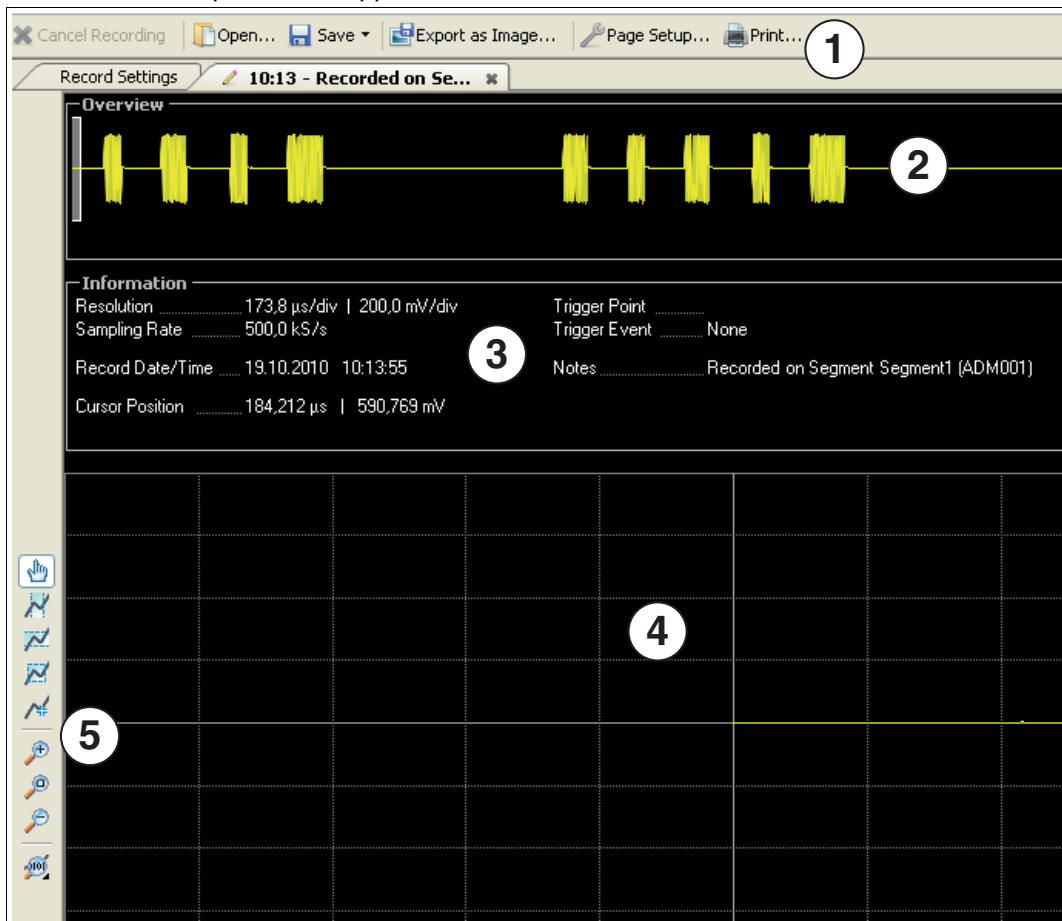 Cancel Recording Open... Save Export as Image... Page Setup... Print... 1
Record Settings 10:13 - Recorded on Se...
Overview
2
Information
Resolution 173,8 µs/div | 200,0 mV/div Trigger Point
Sampling Rate 500,0 kS/s Trigger Event None
3
Record Date/Time 19.10.2010 10:13:55 Notes Recorded on Segment Segment1 (ADM001)
Cursor Position 184,212 µs | 590,769 mV
4
5